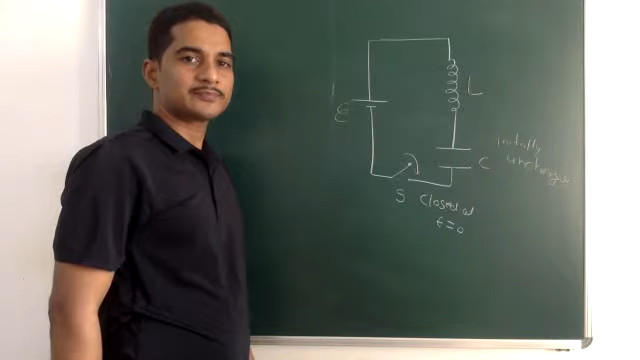 L
ℰ
Initially
C uncharged
S closed at
t=0